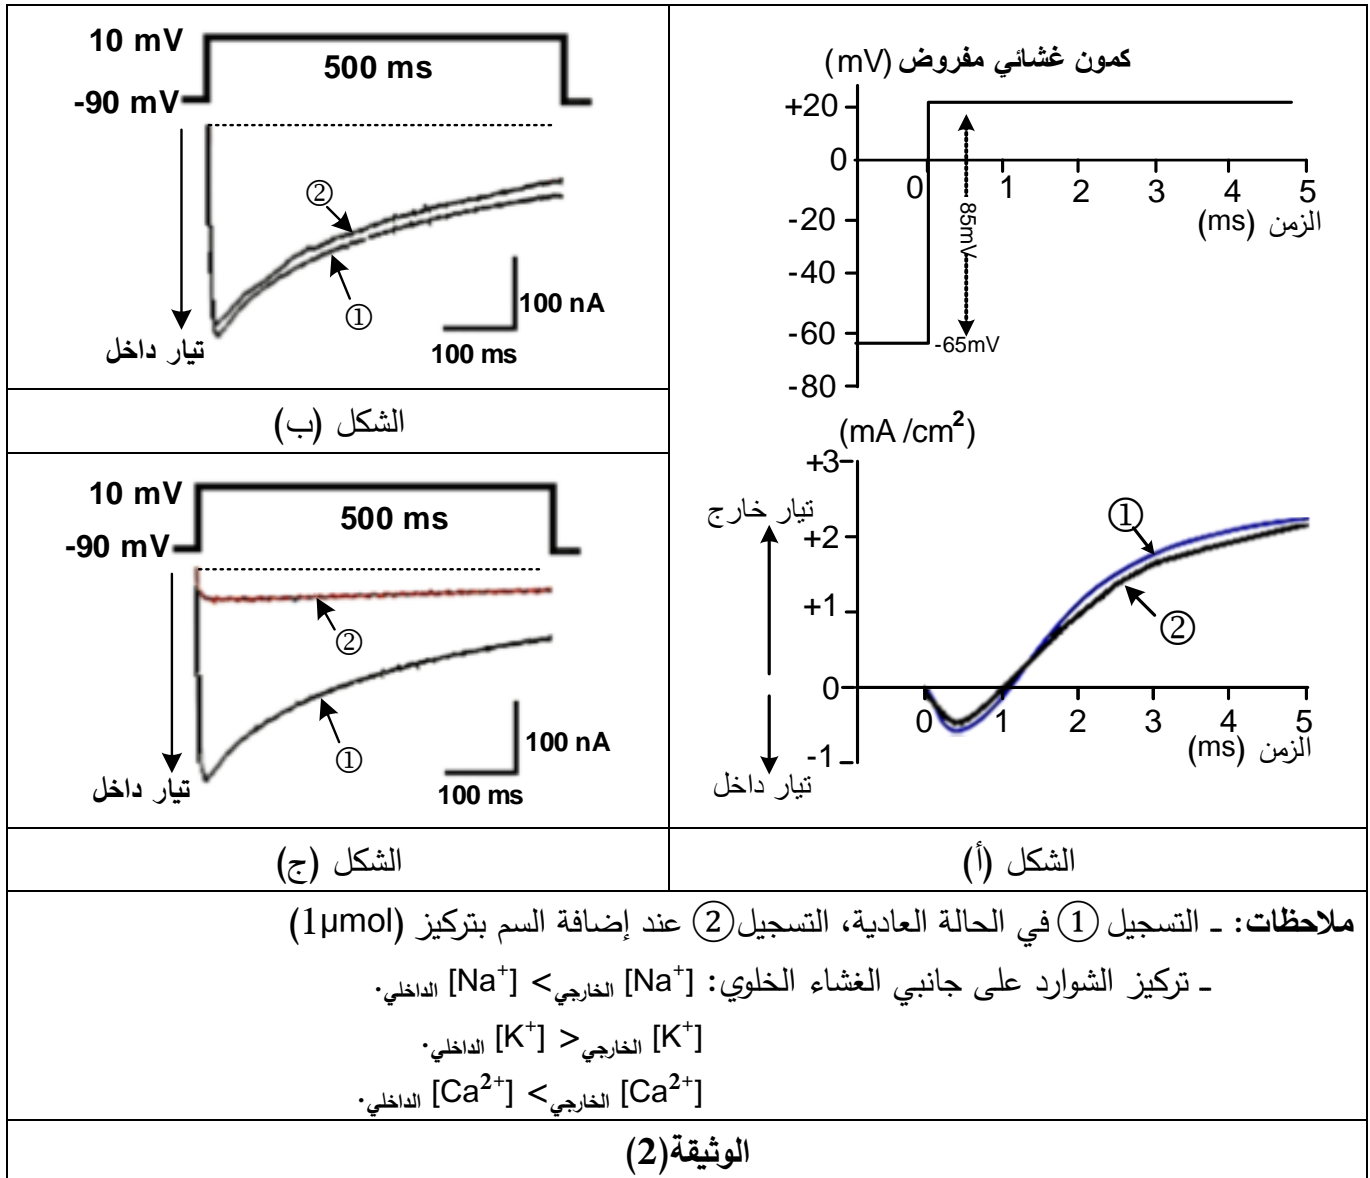 10 mV
500 ms
-90 mV
②
①
100 nA
100 ms
تيار داخل
الشكل (ب)
10 mV
500 ms
-90 mV
②
①
100 nA
100 ms
تيار داخل
الشكل (ج)
كمون غشائي مفروض (mV)
+20
0
-20
-40
-60
-80
0 1 2 3 4 5
الزمن (ms)
85mV
-65mV
(mA /cm²)
+3
+2
+1
0
-1
تيار خارج
تيار داخل
①
②
0 1 2 3 4 5
الزمن (ms)
الشكل (أ)
ملاحظات: ـ التسجيل ① في الحالة العادية، التسجيل ② عند إضافة السم بتركيز (1µmol)
ـ تركيز الشوارد على جانبي الغشاء الخلوي: [Na⁺] الخارجي > [Na⁺] الداخلي.
[K⁺] الخارجي < [K⁺] الداخلي.
[Ca²⁺] الخارجي > [Ca²⁺] الداخلي.
الوثيقة(2)